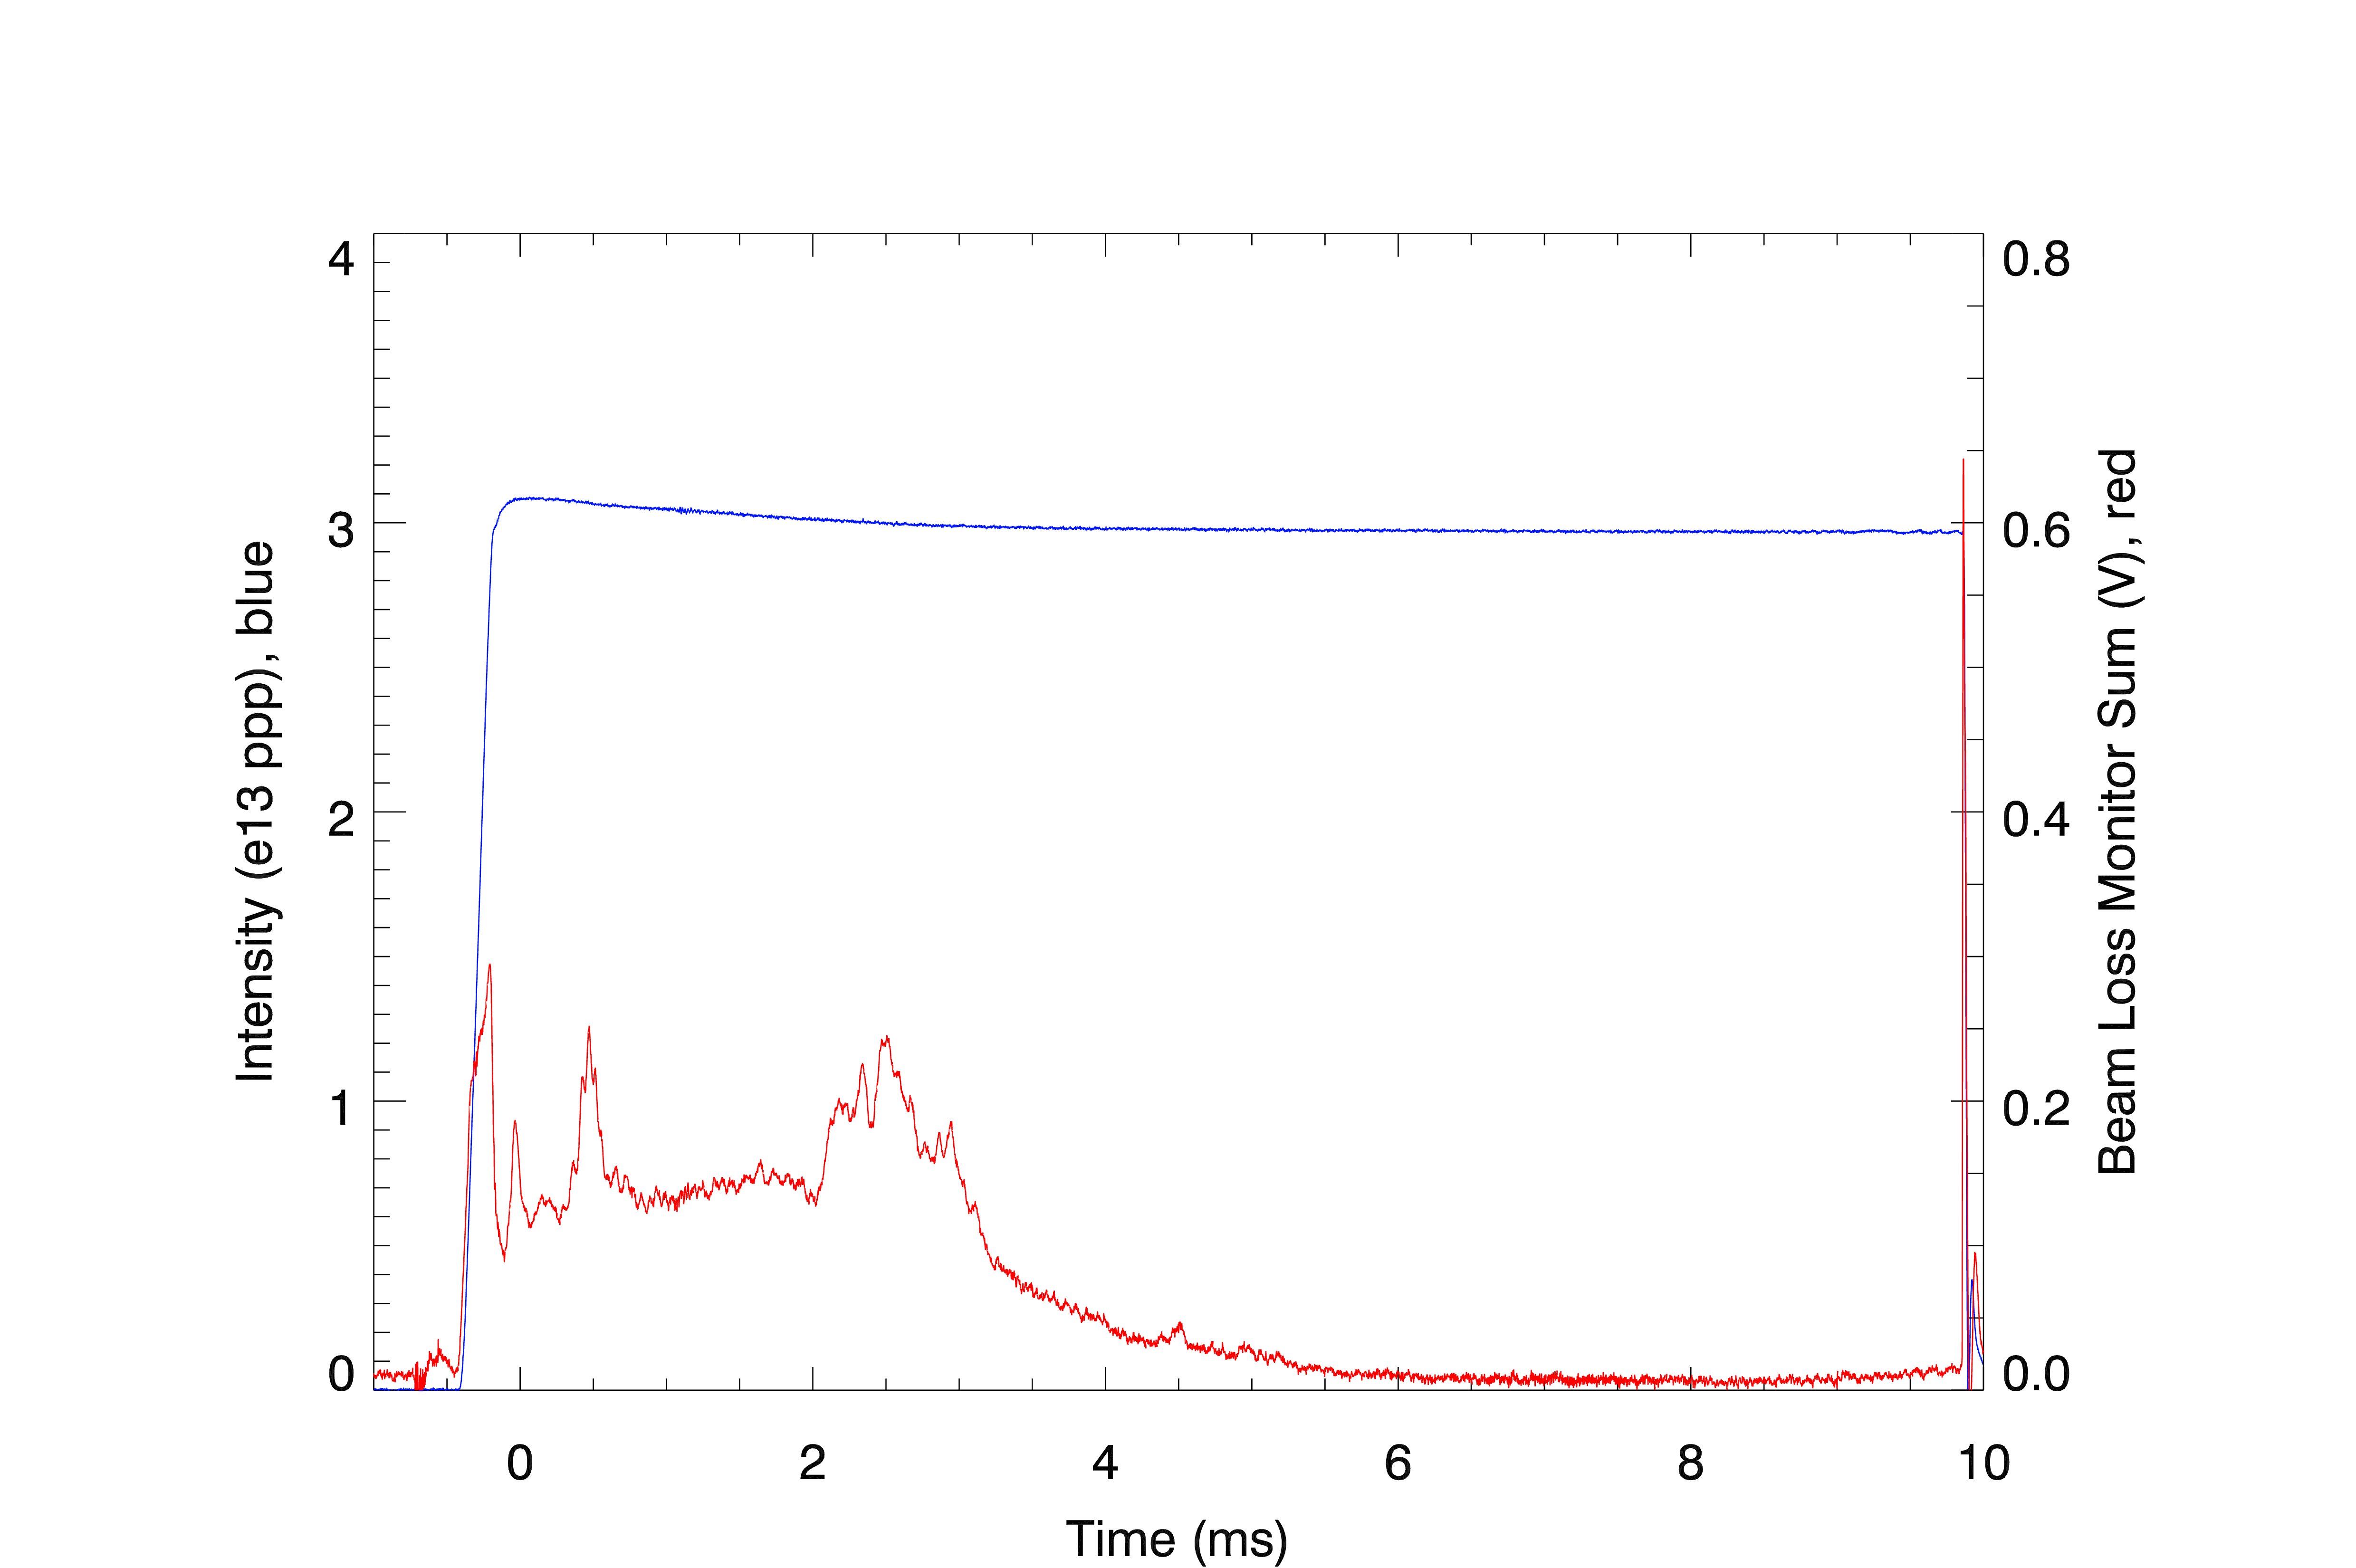 4
3
2
1
0
Intensity (e13 ppp), blue
0.8
0.6
0.4
0.2
0.0
Beam Loss Monitor Sum (V), red
0 2 4 6 8 10
Time (ms)